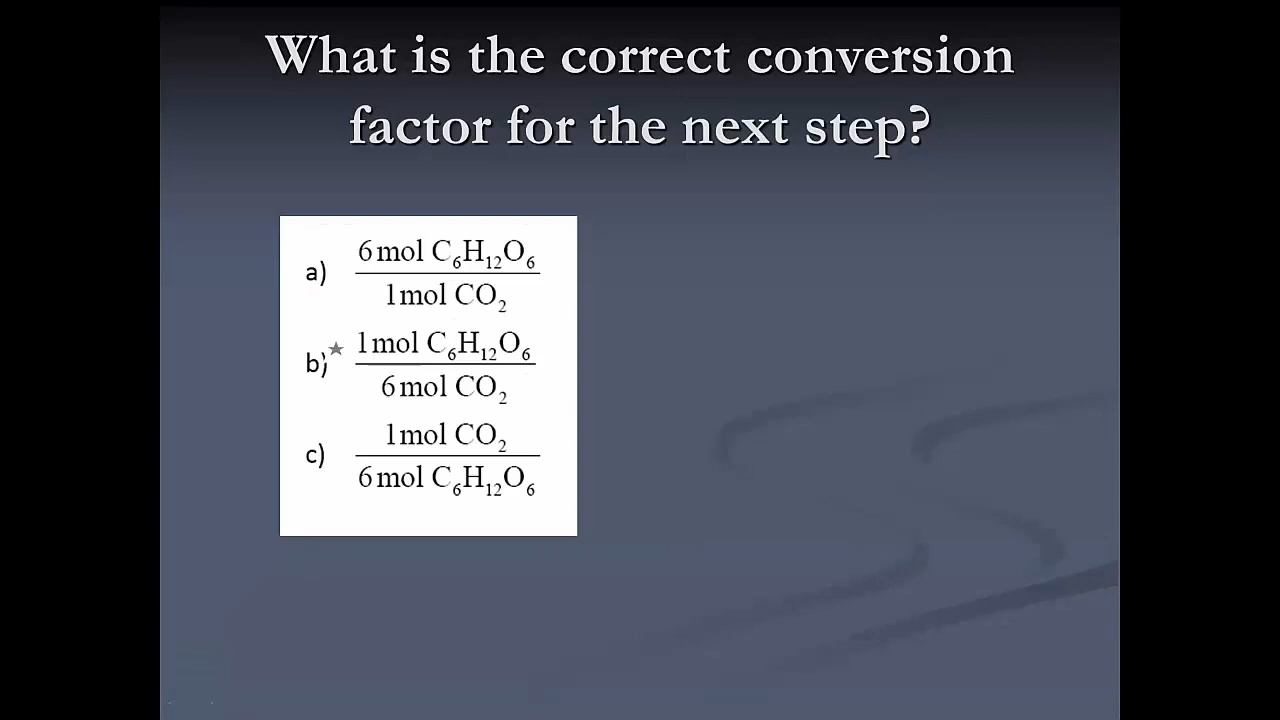 What is the correct conversion
factor for the next step?
a) 6 mol C₆H₁₂O₆
1 mol CO₂
b) 1 mol C₆H₁₂O₆
6 mol CO₂
c) 1 mol CO₂
6 mol C₆H₁₂O₆